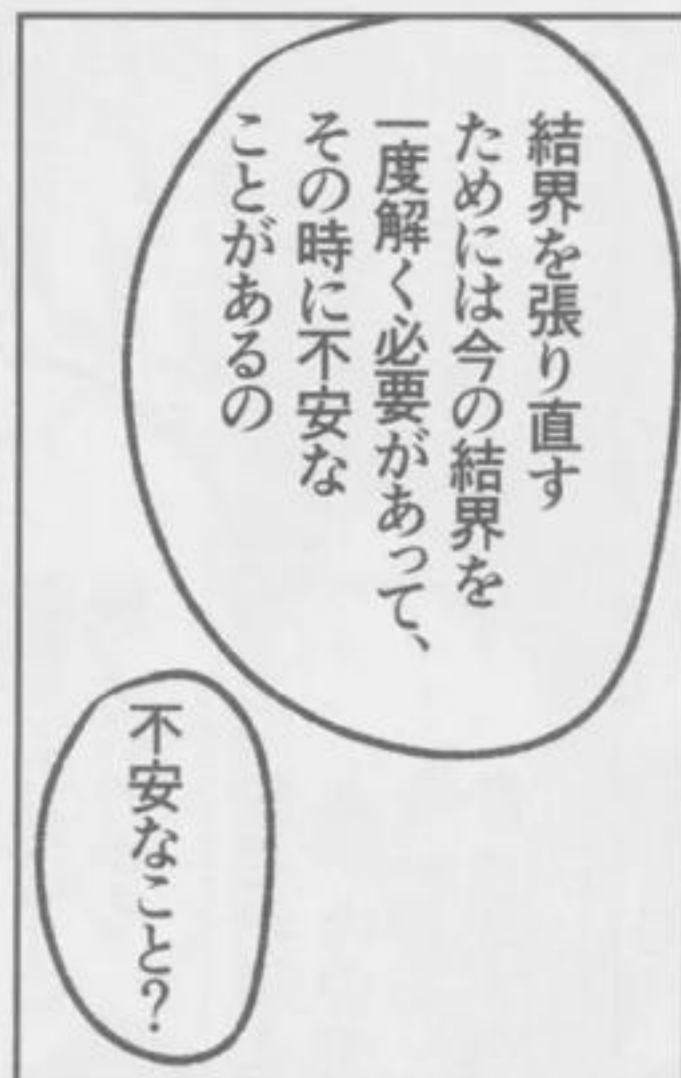 結界を張り直す
ためには今の結界を
一度解く必要があって、
その時に不安な
ことがあるの
不安なこと?